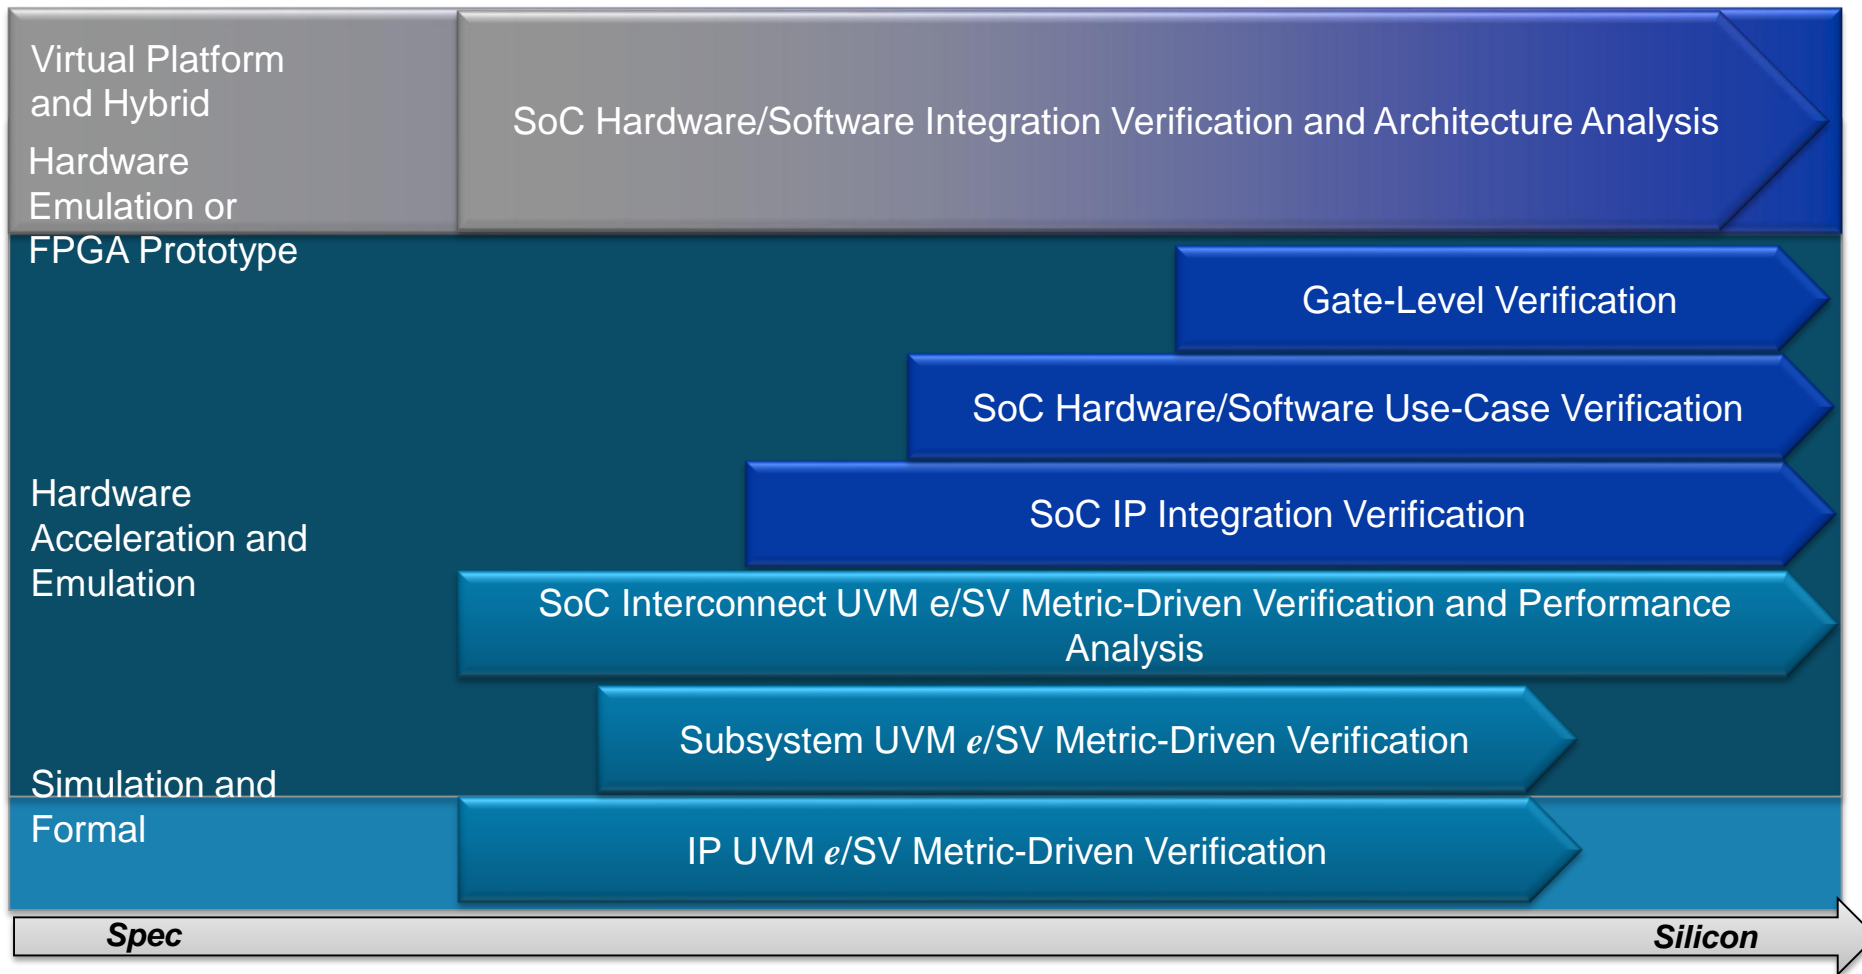 Virtual Platform
and Hybrid
SoC Hardware/Software Integration Verification and Architecture Analysis
Hardware
Emulation or
FPGA Prototype
Gate-Level Verification
SoC Hardware/Software Use-Case Verification
Hardware
Acceleration and
Emulation
SoC IP Integration Verification
SoC Interconnect UVM e/SV Metric-Driven Verification and Performance
Analysis
Subsystem UVM e/SV Metric-Driven Verification
Simulation and
Formal
IP UVM e/SV Metric-Driven Verification
Spec
Silicon